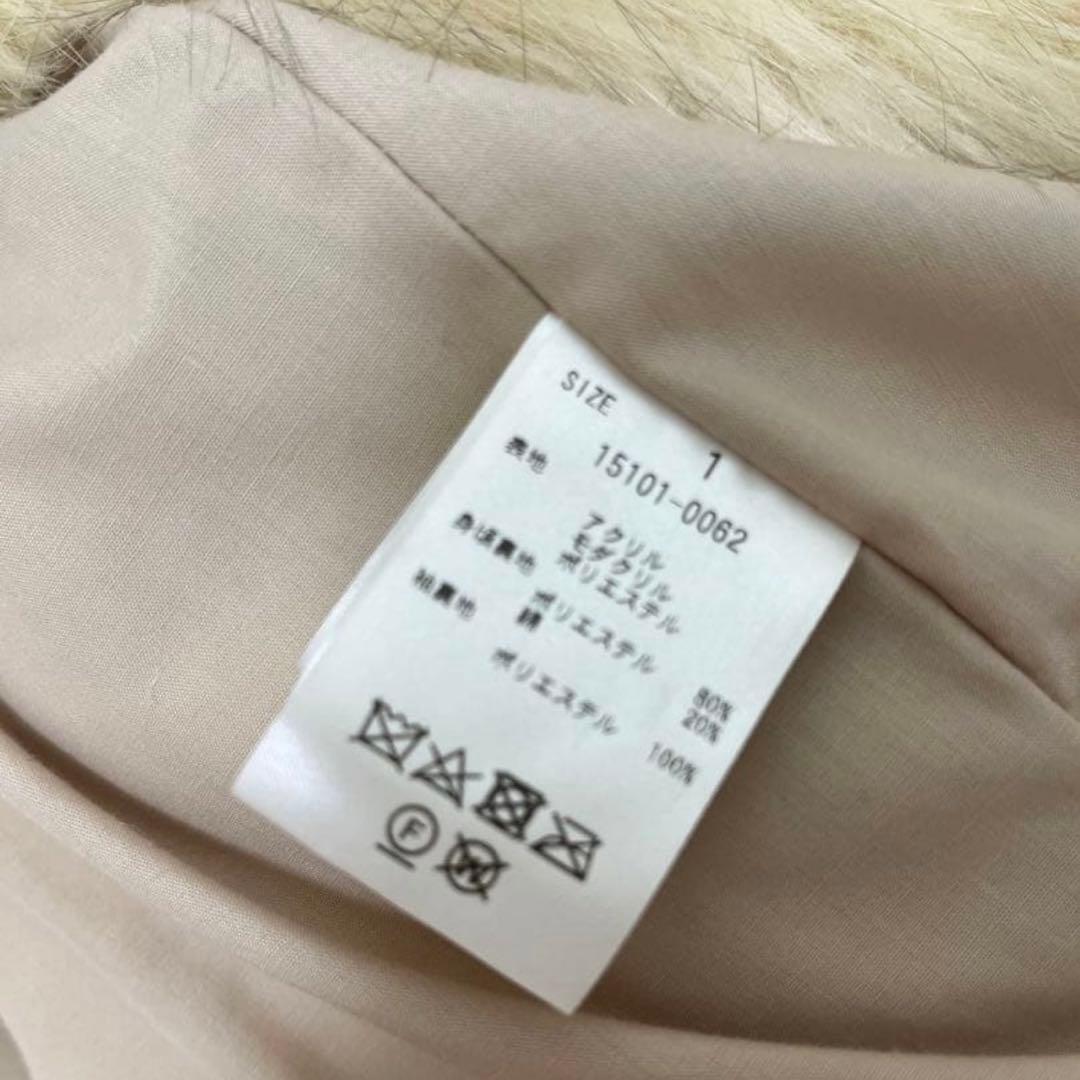 SIZE 1
15101-0062
表地 アクリル
モダクリル
ポリエステル
身頃裏地 ポリエステル 80%
綿 20%
袖裏地 ポリエステル 100%
F
W